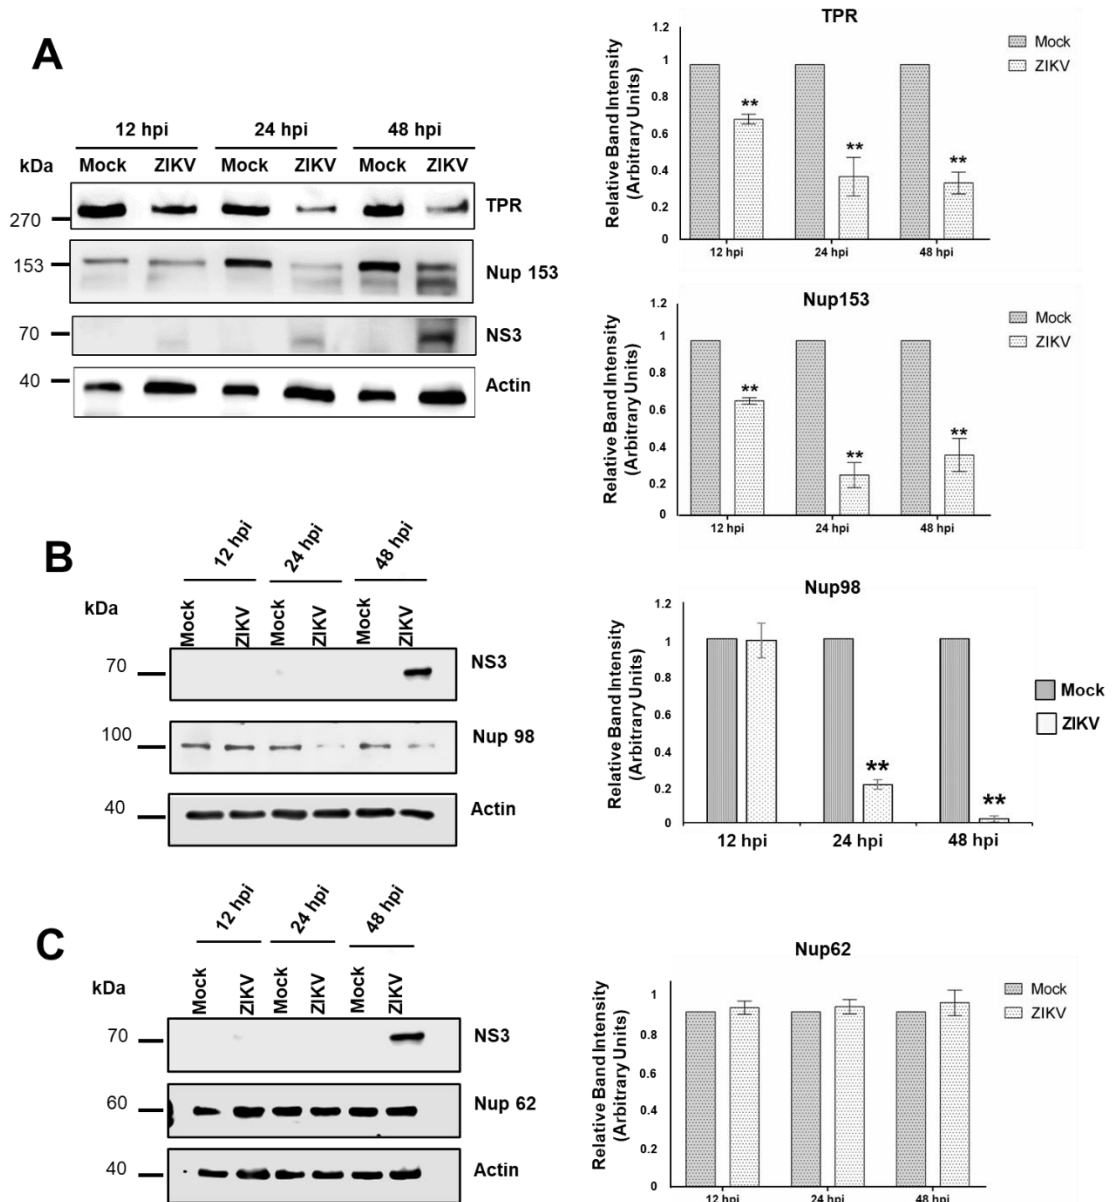 A
12 hpi 24 hpi 48 hpi
kDa Mock ZIKV Mock ZIKV Mock ZIKV
270 TPR
153 Nup 153
70 NS3
40 Actin
TPR
Relative Band Intensity
(Arbitrary Units)
1.2
1
0.8
0.6
0.4
0.2
0
** ** **
12 hpi 24 hpi 48 hpi
Mock
ZIKV
Nup153
Relative Band Intensity
(Arbitrary Units)
1.2
1
0.8
0.6
0.4
0.2
0
** ** **
12 hpi 24 hpi 48 hpi
Mock
ZIKV
B
12 hpi 24 hpi 48 hpi
kDa Mock ZIKV Mock ZIKV Mock ZIKV
70 NS3
100 Nup 98
40 Actin
Nup98
Relative Band Intensity
(Arbitrary Units)
1.2
1
0.8
0.6
0.4
0.2
0
** **
12 hpi 24 hpi 48 hpi
Mock
ZIKV
C
12 hpi 24 hpi 48 hpi
kDa Mock ZIKV Mock ZIKV Mock ZIKV
70 NS3
60 Nup 62
40 Actin
Nup62
Relative Band Intensity
(Arbitrary Units)
1
0.8
0.6
0.4
0.2
0
12 hpi 24 hpi 48 hpi
Mock
ZIKV